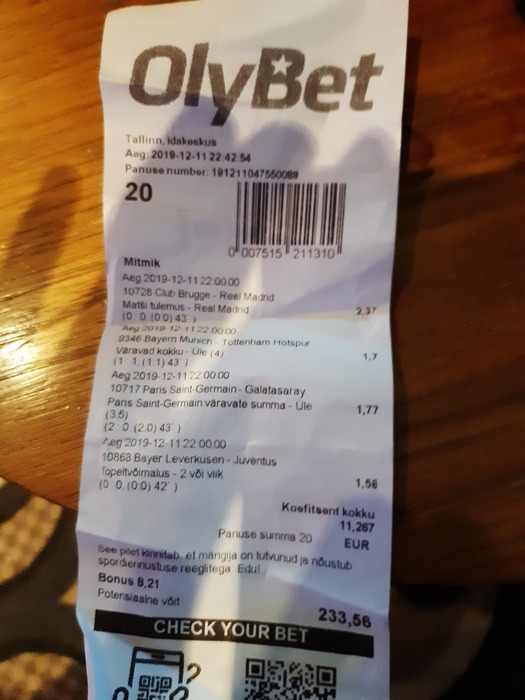 OlyBet
Tallinn, Idakeskus
Aeg: 2019-12-11 22:42:54
Panuse number: 191211047550089
20
0 007515 211310
Mitmik
Aeg 2019-12-11 22:00:00
10728 Club Brugge - Real Madrid
Matši tulemus - Real Madrid 2,37
(0 0, (0:0) 43` )
Aeg 2019-12-11 22:00:00
9346 Bayern Munich - Tottenham Hotspur
Väravad kokku - Üle (4) 1,7
(1 1, (1:1) 43` )
Aeg 2019-12-11 22:00:00
10717 Paris Saint-Germain - Galatasaray
Paris Saint-Germain väravate summa - Üle 1,77
(3.5)
(2 0, (2:0) 43` )
Aeg 2019-12-11 22:00:00
10868 Bayer Leverkusen - Juventus
Topeltvõimalus - 2 või viik 1,58
(0 0, (0:0) 42` )
Koefitsent kokku
11,267
Panuse summa 20 EUR
See pilet kinnitab, et mängija on tutvunud ja nõustub
spordiennustuse reeglitega. Edu!
Bonus 8,21
Potensiaalne võit 233,56
CHECK YOUR BET